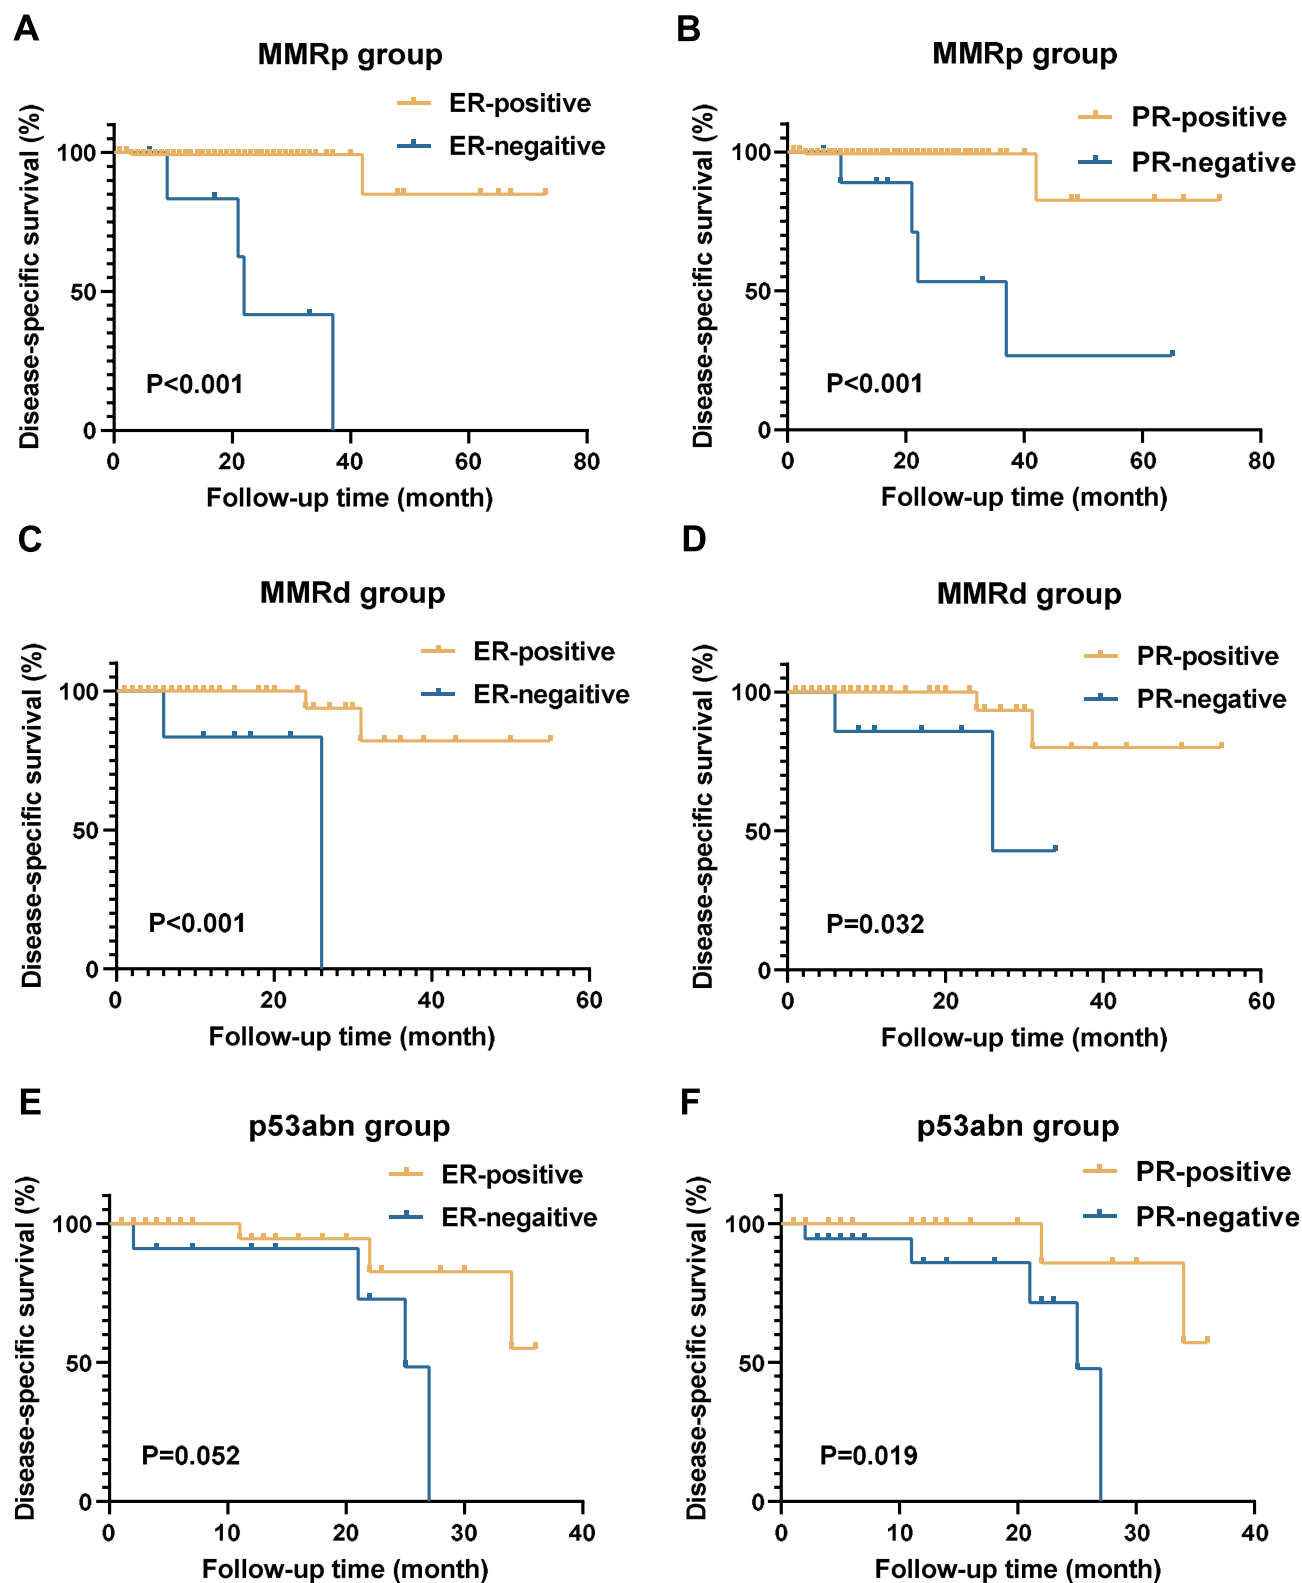 A
MMRp group
ER-positive
ER-negaitive
Disease-specific survival (%)
100
50
0
P<0.001
0 20 40 60 80
Follow-up time (month)
B
MMRp group
PR-positive
PR-negative
Disease-specific survival (%)
100
50
0
P<0.001
0 20 40 60 80
Follow-up time (month)
C
MMRd group
ER-positive
ER-negaitive
Disease-specific survival (%)
100
50
0
P<0.001
0 20 40 60
Follow-up time (month)
D
MMRd group
PR-positive
PR-negative
Disease-specific survival (%)
100
50
0
P=0.032
0 20 40 60
Follow-up time (month)
E
p53abn group
ER-positive
ER-negaitive
Disease-specific survival (%)
100
50
0
P=0.052
0 10 20 30 40
Follow-up time (month)
F
p53abn group
PR-positive
PR-negative
Disease-specific survival (%)
100
50
0
P=0.019
0 10 20 30 40
Follow-up time (month)